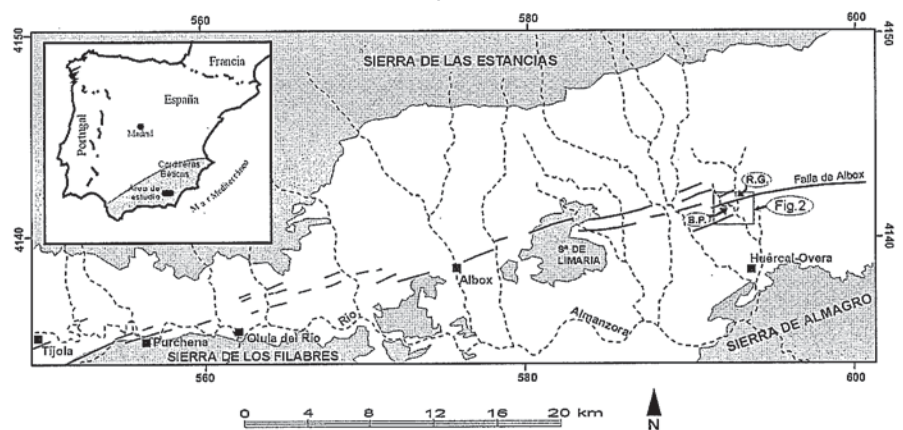 560
580
600
4150
4150
SIERRA DE LAS ESTANCIAS
Francia
España
Portugal
Madrid
Cordilleras
Béticas
Área de
estudio
Mar Mediterráneo
R.G.
Falla de Albox
B.P.
Fig.2
4140
4140
Sª DE
LIMARIA
Huércal-Overa
Albox
Río
Almanzora
SIERRA DE ALMAGRO
Tíjola
Purchena
Olula del Río
SIERRA DE LOS FILABRES
560
580
600
0 4 8 12 16 20 km
N